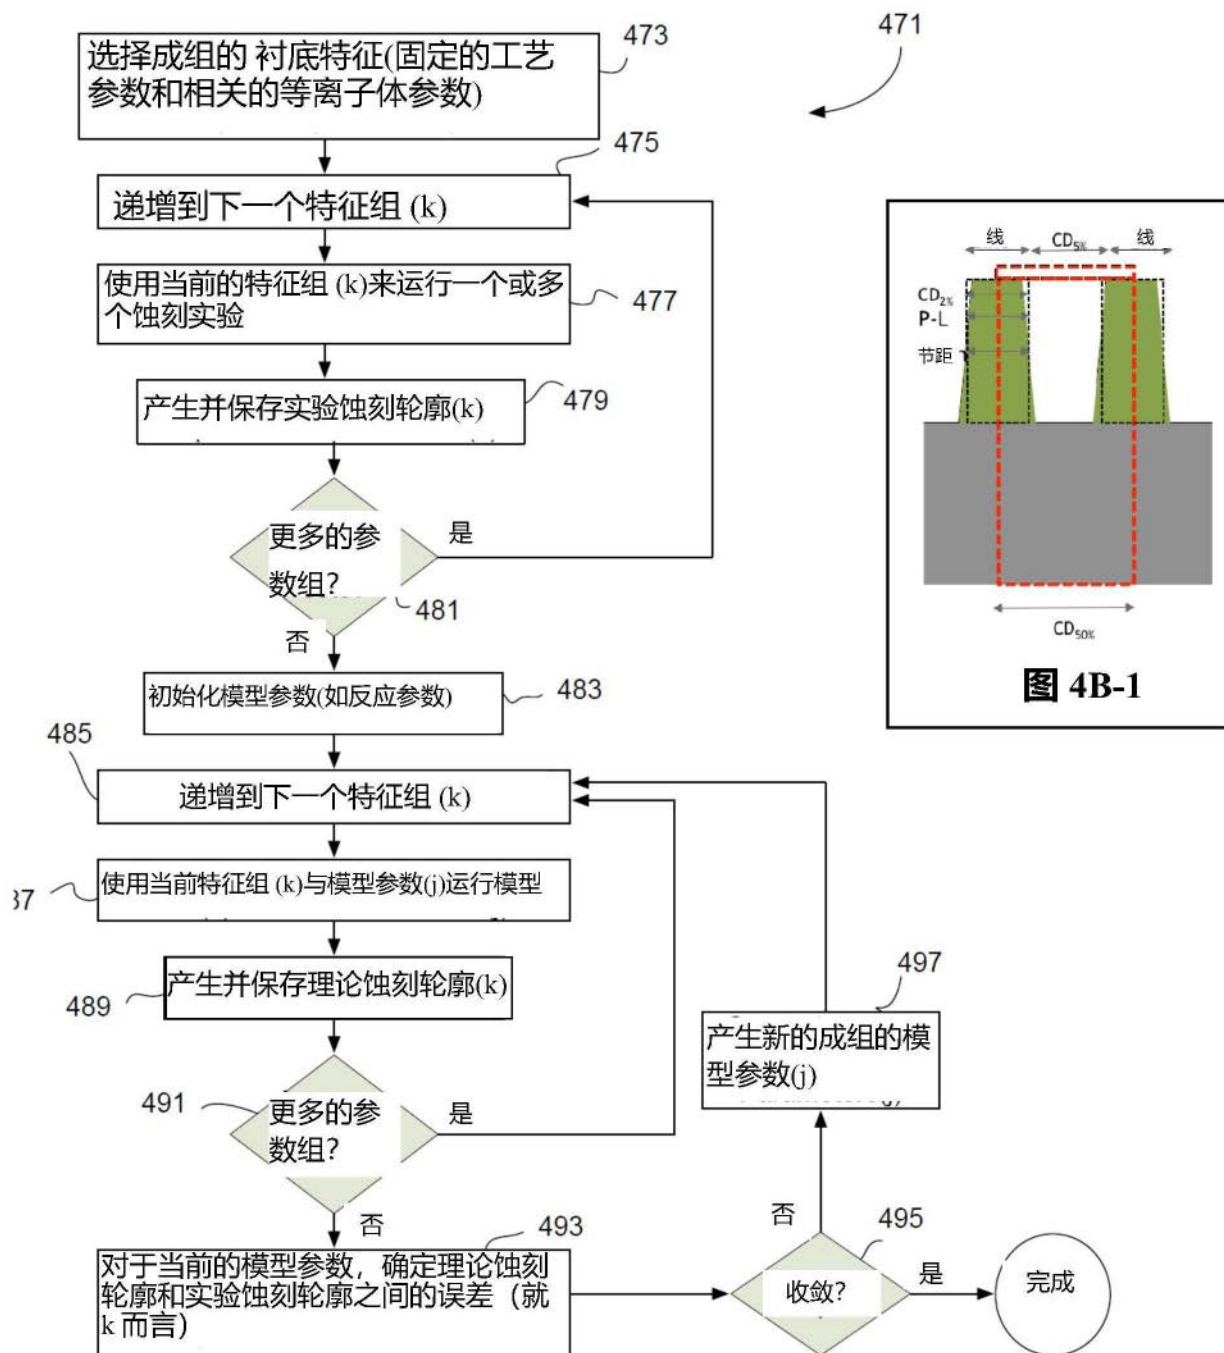 471
473
选择成组的 衬底特征(固定的工艺
参数和相关的等离子体参数)
475
递增到下一个特征组 (k)
使用当前的特征组 (k)来运行一个或多
个蚀刻实验
477
产生并保存实验蚀刻轮廓(k)
479
更多的参
数组?
是
481
否
初始化模型参数(如反应参数)
483
485
递增到下一个特征组 (k)
使用当前特征组 (k)与模型参数(j)运行模型
37
产生并保存理论蚀刻轮廓(k)
489
491
更多的参
数组?
是
否
493
对于当前的模型参数，确定理论蚀刻
轮廓和实验蚀刻轮廓之间的误差（就
k 而言）
497
产生新的成组的模
型参数(j)
否
495
收敛?
是
完成
线
CD5%
线
CD2%
P-L
节距
CD50%
图 4B-1